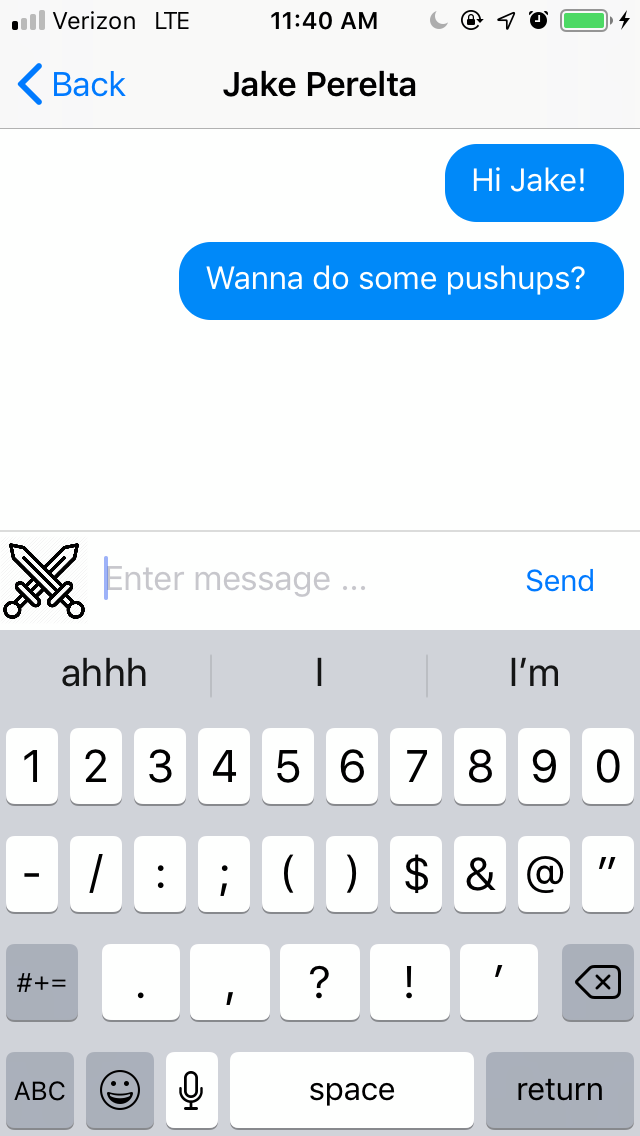 Verizon LTE 11:40 AM
Back Jake Perelta
Hi Jake!
Wanna do some pushups?
Enter message ... Send
ahhh I I’m
1 2 3 4 5 6 7 8 9 0
- / : ; ( ) $ & @ "
#+= . , ? ! ’
ABC space return